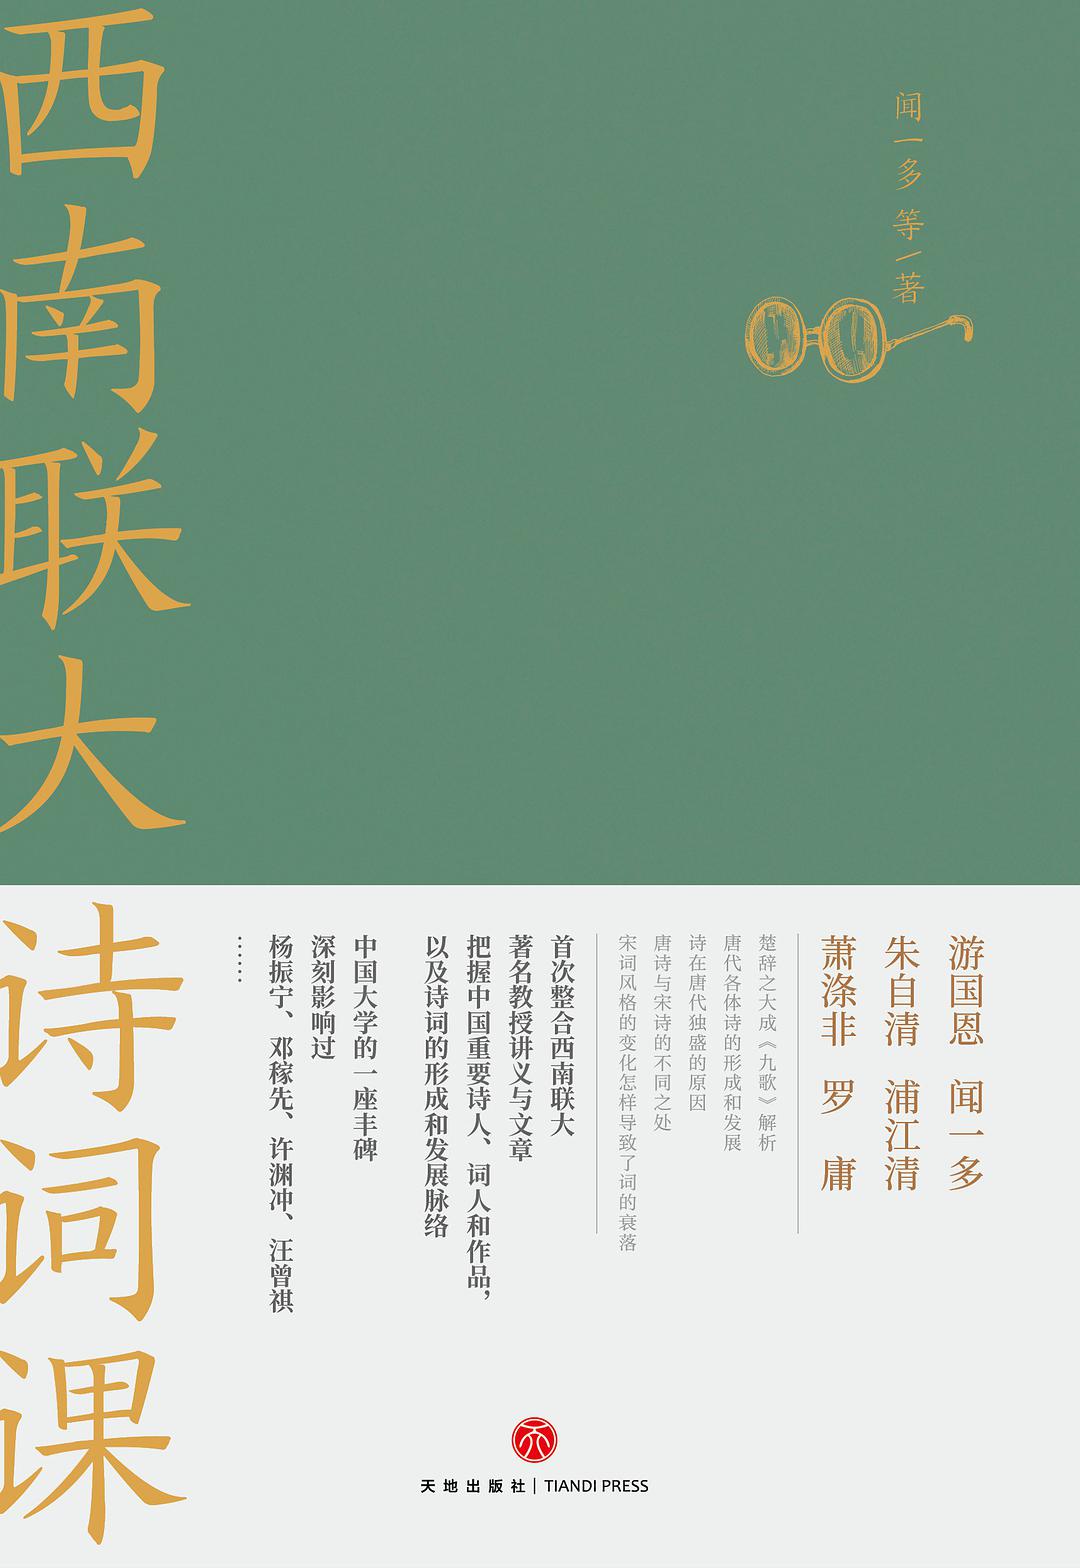 西南联大
诗词课
闻一多 等/著
游国恩 闻一多
朱自清 浦江清
萧涤非 罗庸
楚辞之大成《九歌》解析
唐代各体诗的形成和发展
诗在唐代独盛的原因
唐诗与宋诗的不同之处
宋词风格的变化怎样导致了词的衰落
首次整合西南联大
著名教授讲义与文章
把握中国重要诗人、词人和作品，
以及诗词的形成和发展脉络
中国大学的一座丰碑
深刻影响过
杨振宁、邓稼先、许渊冲、汪曾祺
……
天地出版社 | TIANDI PRESS